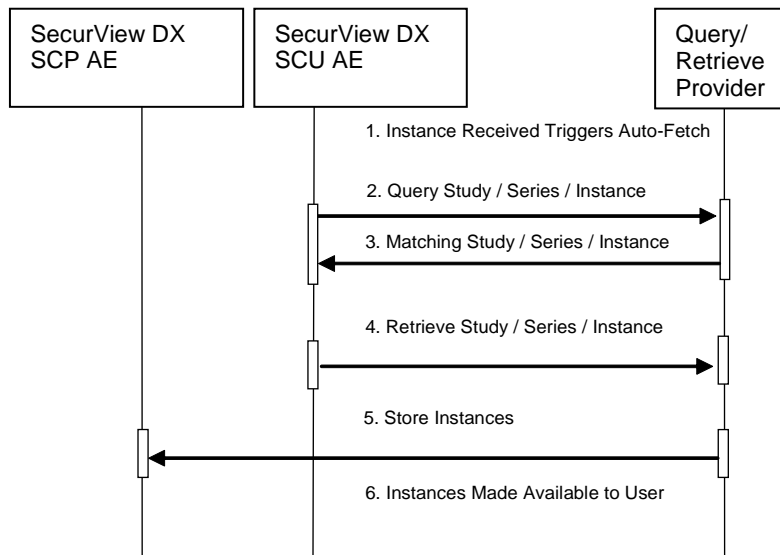 SecurView DX
SCP AE
SecurView DX
SCU AE
Query/
Retrieve
Provider
1. Instance Received Triggers Auto-Fetch
2. Query Study / Series / Instance
3. Matching Study / Series / Instance
4. Retrieve Study / Series / Instance
5. Store Instances
6. Instances Made Available to User